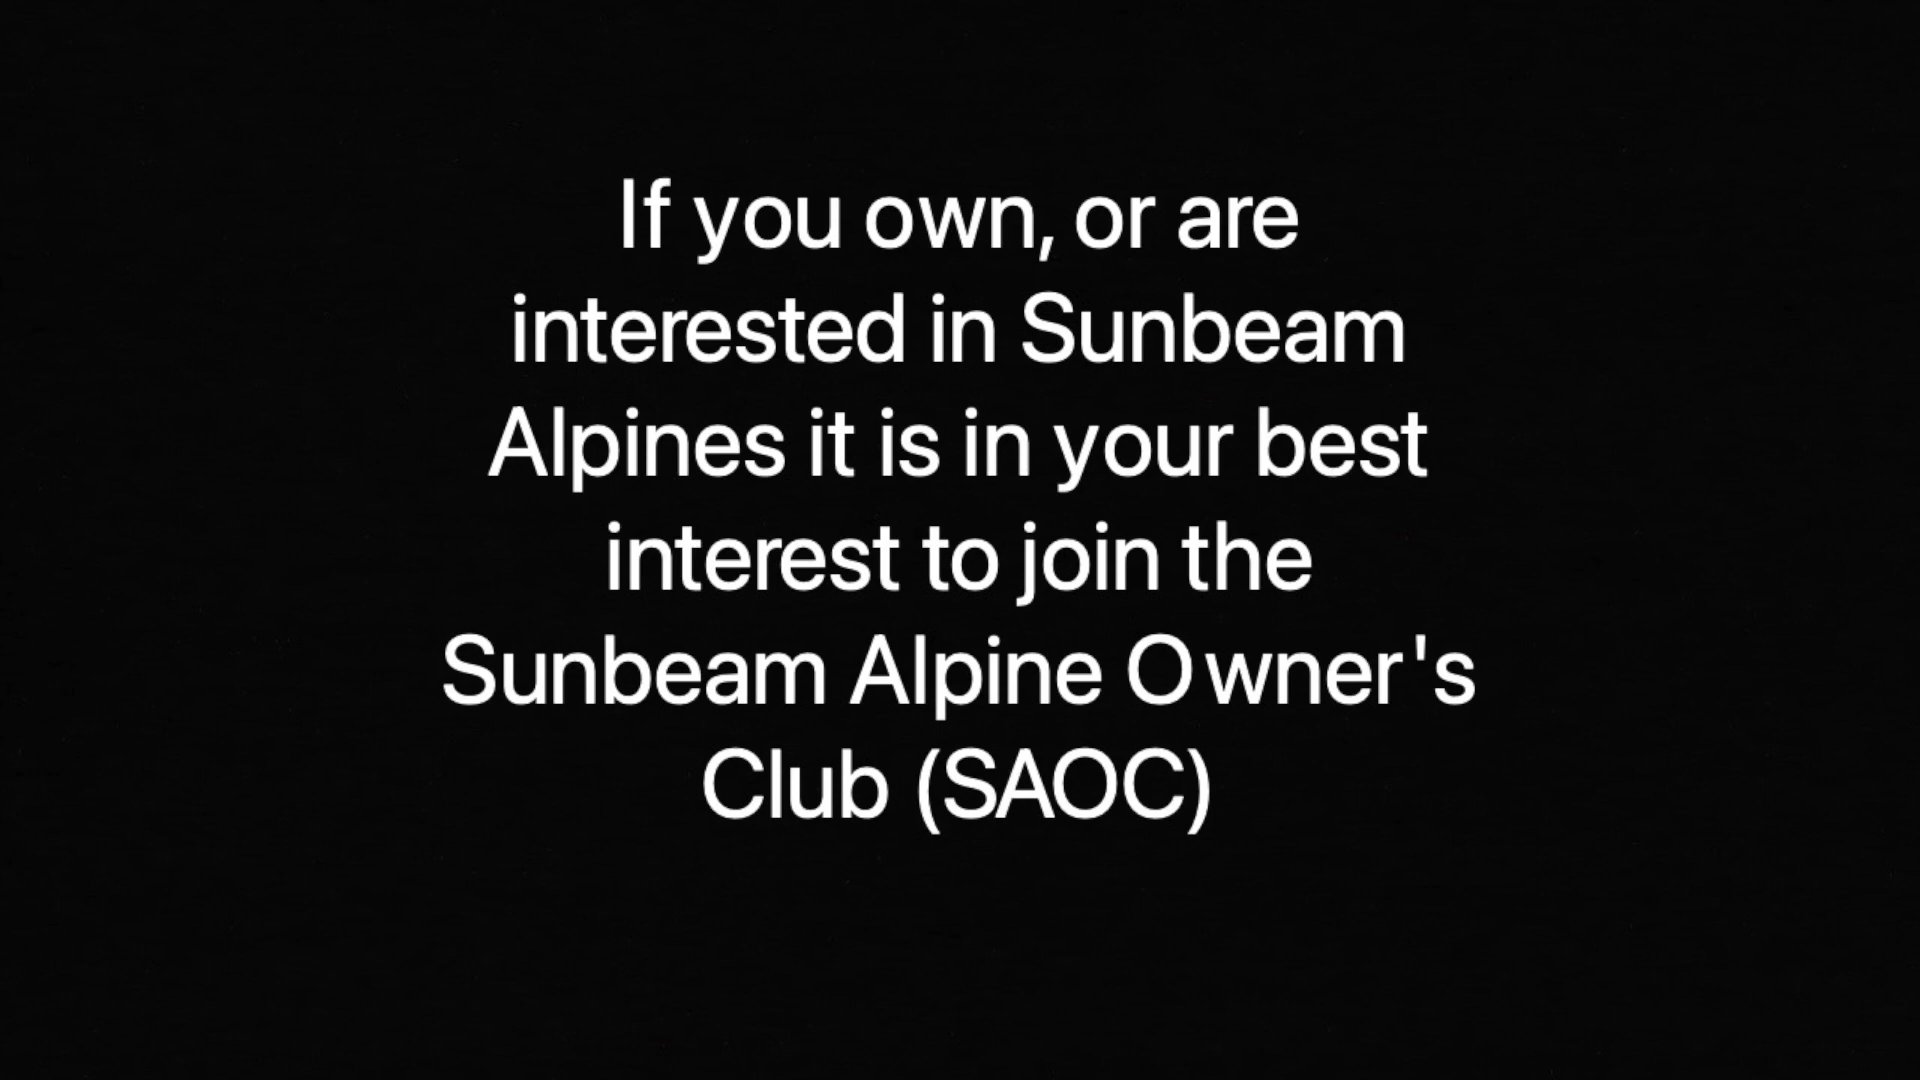 If you own, or are
interested in Sunbeam
Alpines it is in your best
interest to join the
Sunbeam Alpine Owner's
Club (SAOC)